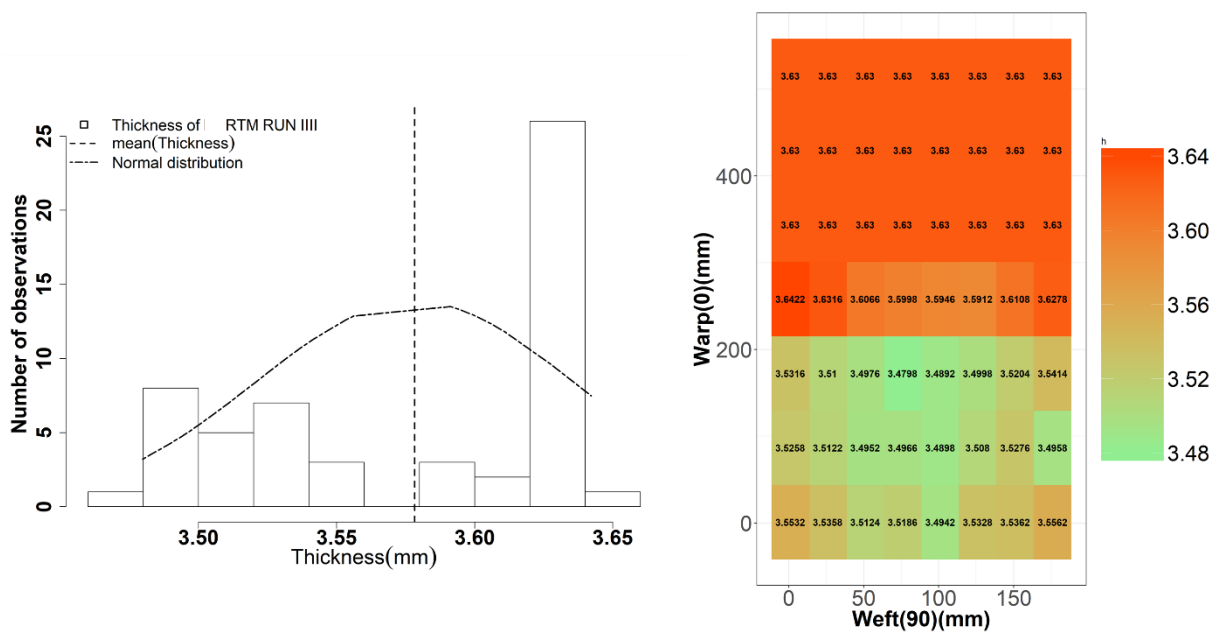 Thickness of RTM RUN IIII
mean(Thickness)
Normal distribution
Number of observations
25
20
15
10
5
0
3.50 3.55 3.60 3.65
Thickness(mm)
Warp(0)(mm)
400
200
0
3.63 3.63 3.63 3.63 3.63 3.63 3.63 3.63
3.63 3.63 3.63 3.63 3.63 3.63 3.63 3.63
3.63 3.63 3.63 3.63 3.63 3.63 3.63 3.63
3.6422 3.6316 3.6066 3.5998 3.5946 3.5912 3.6108 3.6278
3.5316 3.51 3.4976 3.4798 3.4892 3.4998 3.5204 3.5414
3.5258 3.5122 3.4952 3.4966 3.4898 3.508 3.5276 3.4958
3.5532 3.5358 3.5124 3.5186 3.4942 3.5328 3.5362 3.5562
0 50 100 150
Weft(90)(mm)
h
3.64
3.60
3.56
3.52
3.48